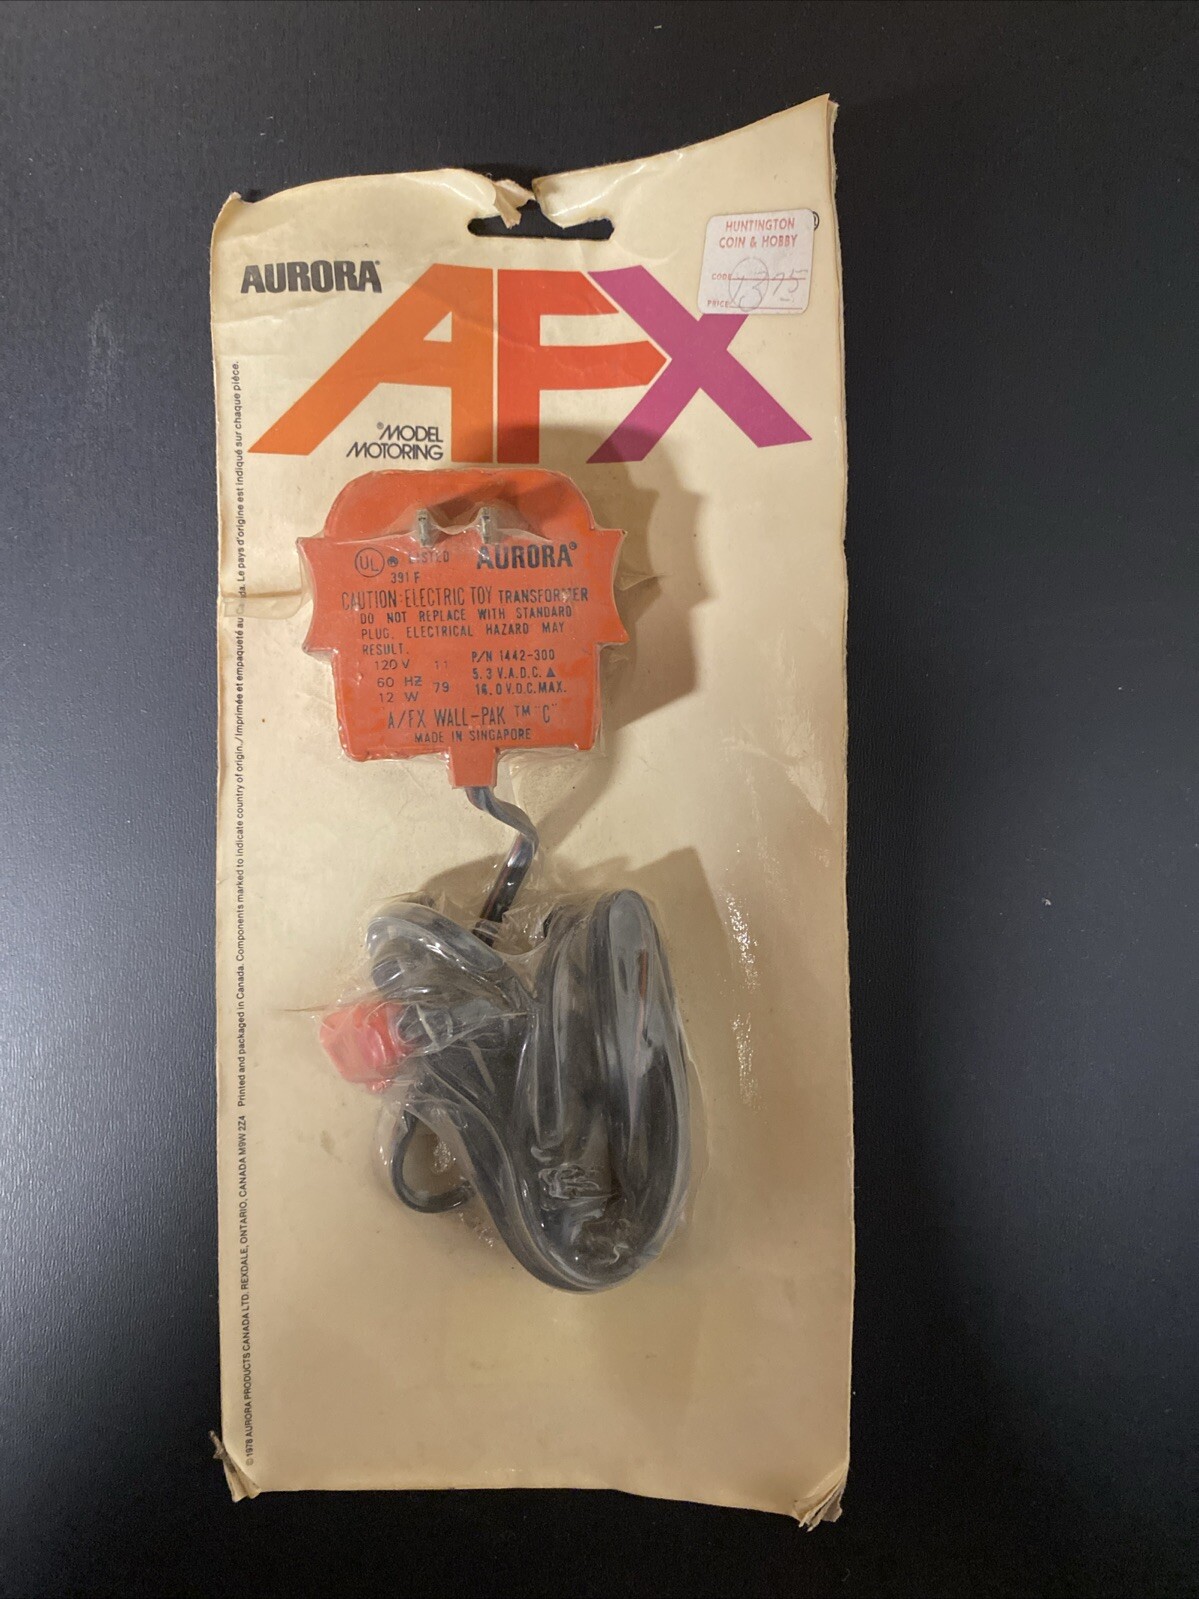 HUNTINGTON
COIN & HOBBY
CODE
PRICE
AURORA®
AFX®
®MODEL
MOTORING
UL ® LISTED
391F
AURORA®
CAUTION: ELECTRIC TOY TRANSFORMER
DO NOT REPLACE WITH STANDARD
PLUG. ELECTRICAL HAZARD MAY
RESULT.
120 V 11
60 HZ 79
12 W
P/N 1442-300
5.3 V.A.D.C. ▲
16.0 V.D.C. MAX.
A/FX WALL-PAK ™ "C"
MADE IN SINGAPORE
© 1978 AURORA PRODUCTS CANADA LTD. REXDALE, ONTARIO, CANADA M9W 2Z4 Printed and packaged in Canada. Components marked to indicate country of origin./Imprimée et empaqueté au Canada. Le pays d'origine est indiqué sur chaque pièce.